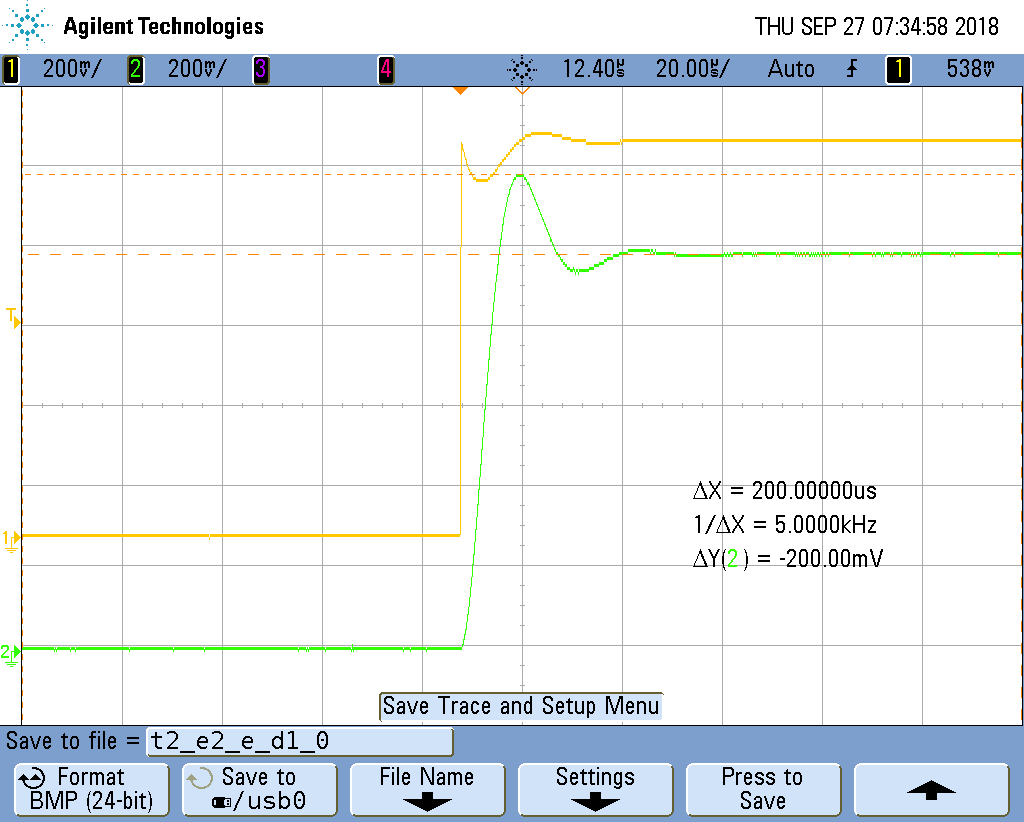 Agilent Technologies
THU SEP 27 07:34:58 2018
1 200mV/ 2 200mV/ 3 4 12.40µs 20.00µs/ Auto 1 538mV
T
1
2
ΔX = 200.00000us
1/ΔX = 5.0000kHz
ΔY(2) = -200.00mV
Save Trace and Setup Menu
Save to file = t2_e2_e_d1_0
Format
BMP (24-bit)
Save to
/usb0
File Name
Settings
Press to
Save